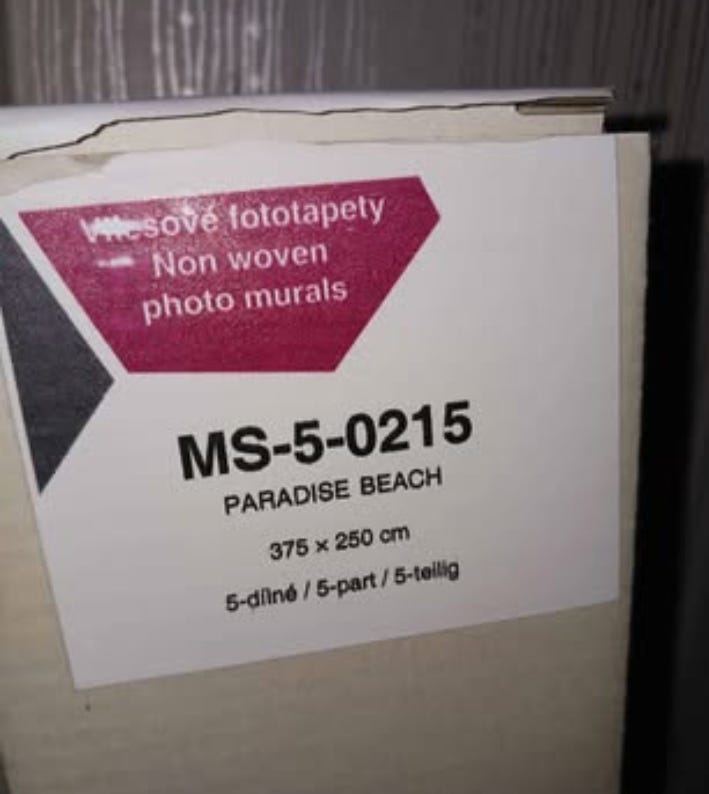 Vliesové fototapety
Non woven
photo murals
MS-5-0215
PARADISE BEACH
375 × 250 cm
5-dílné / 5-part / 5-teilig